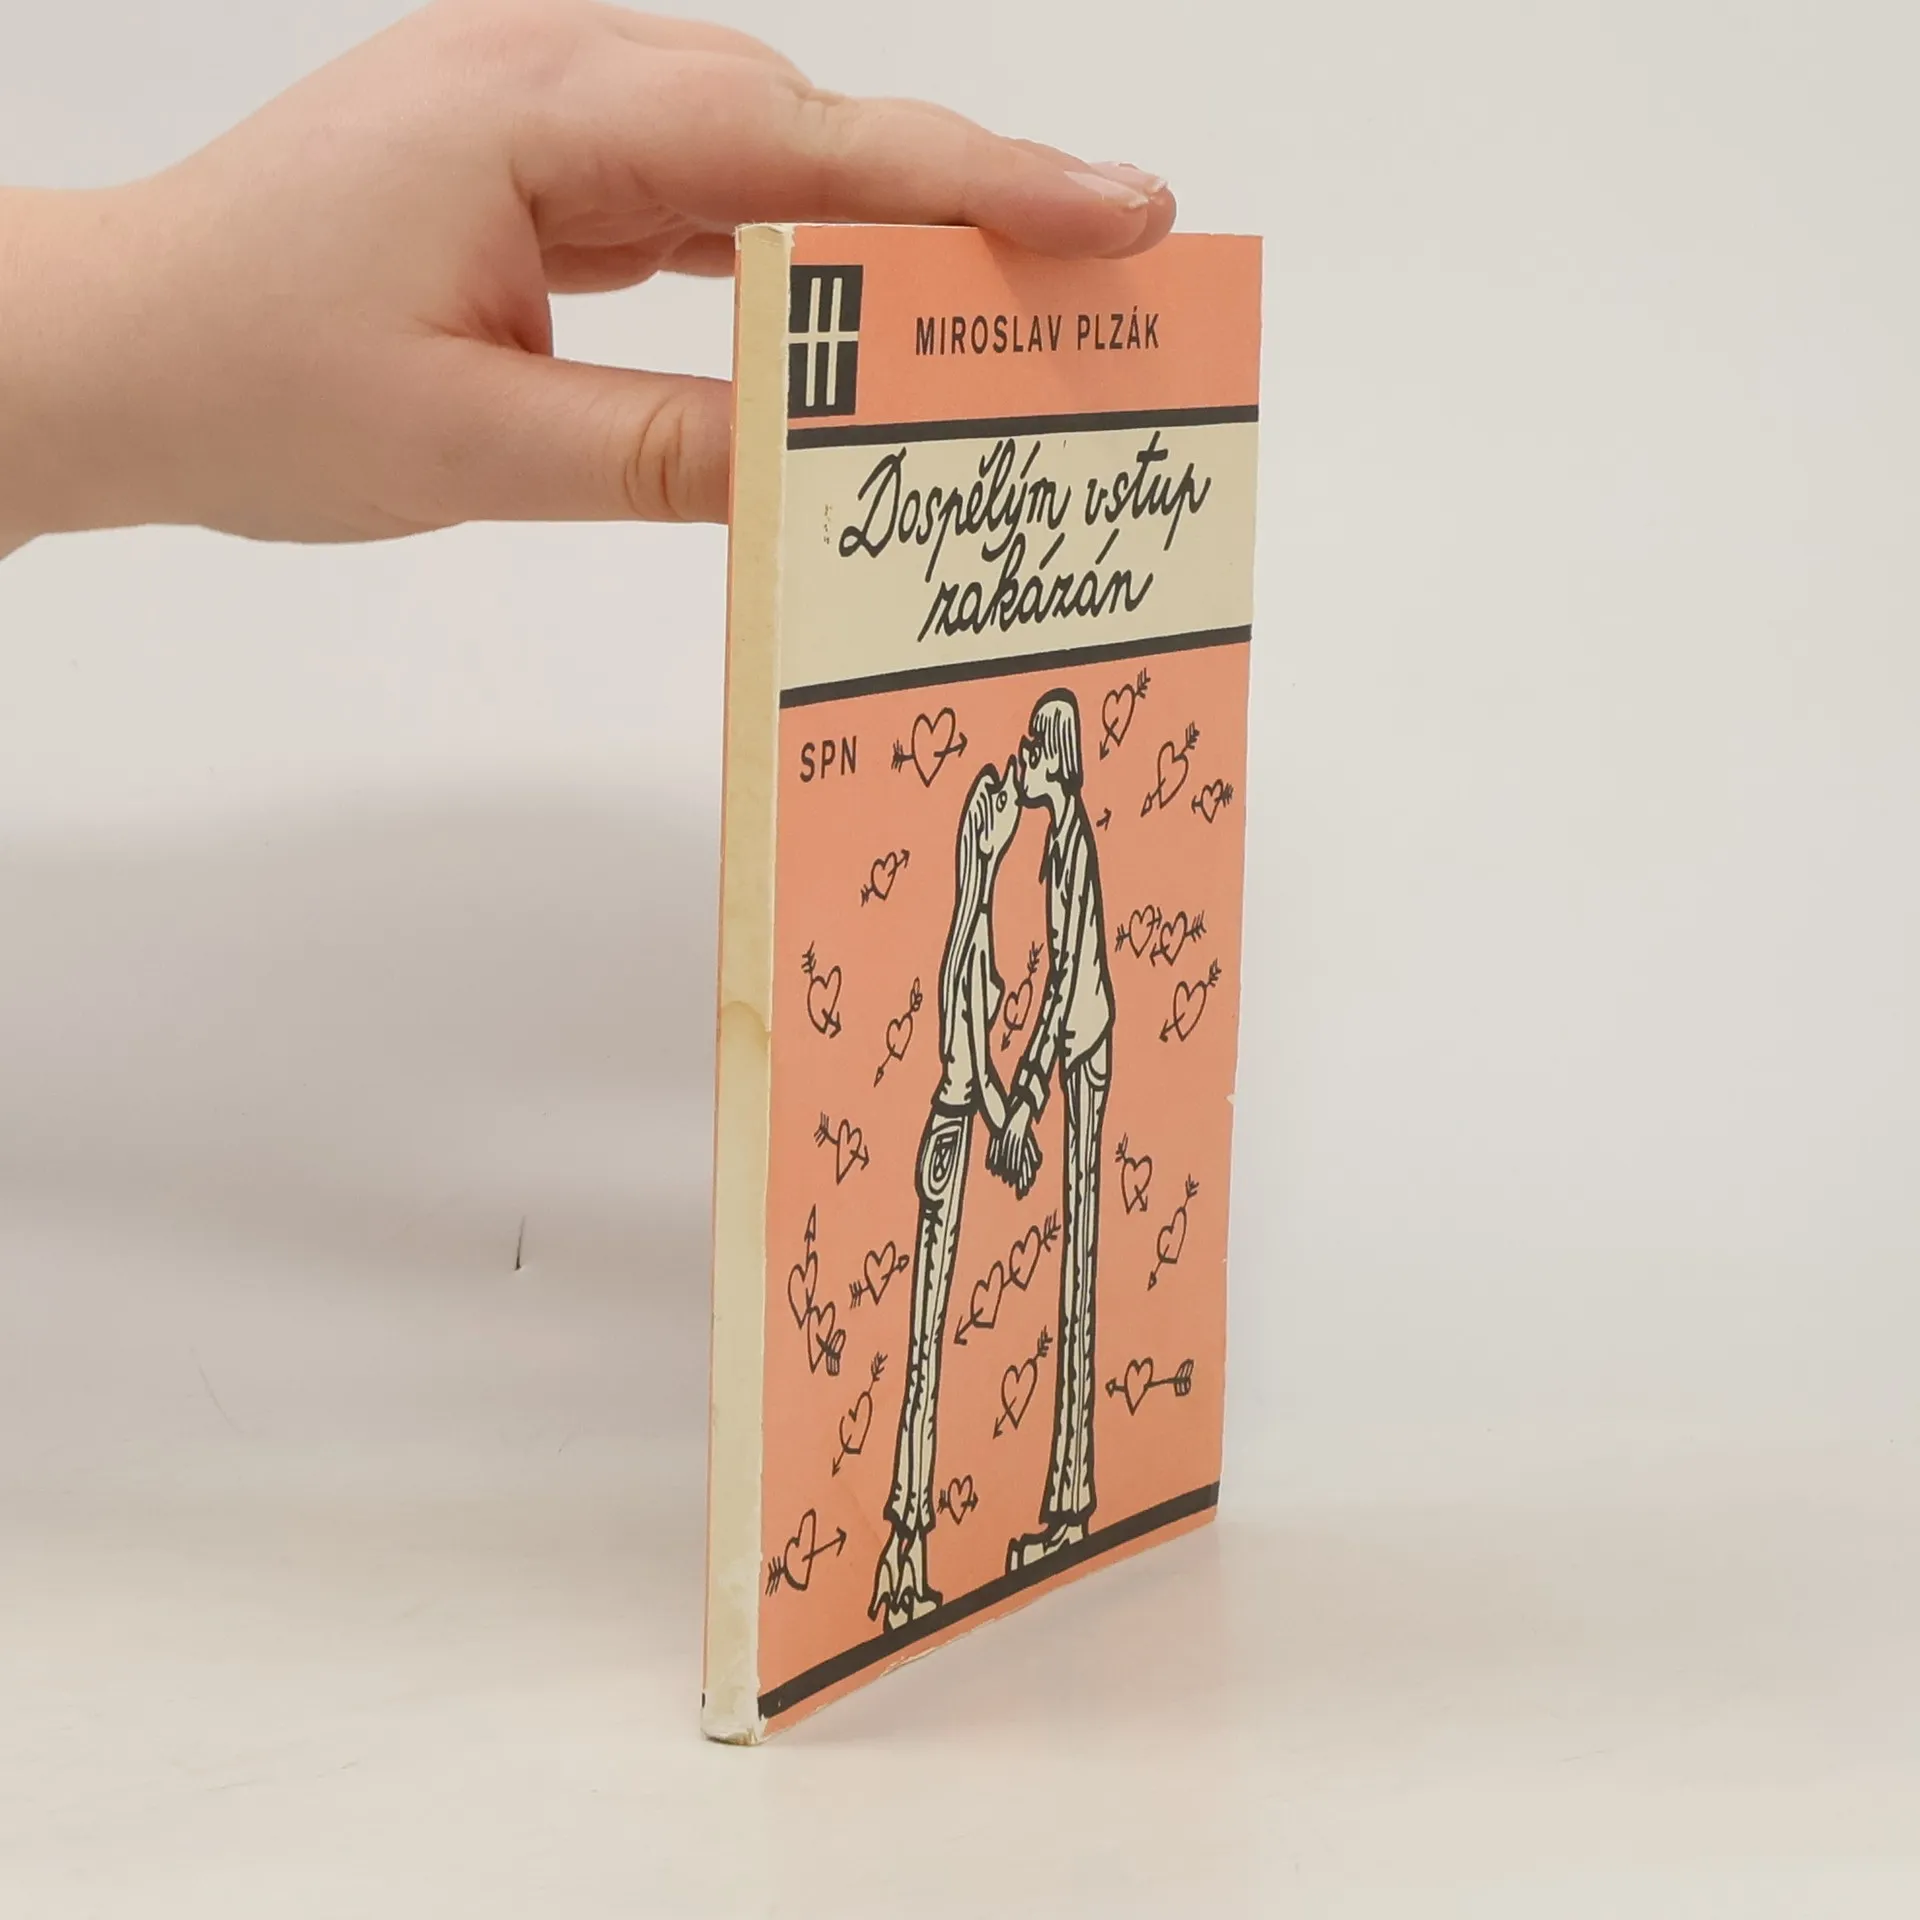 MIROSLAV PLZÁK
Dospělým vstup
zakázán
SPN